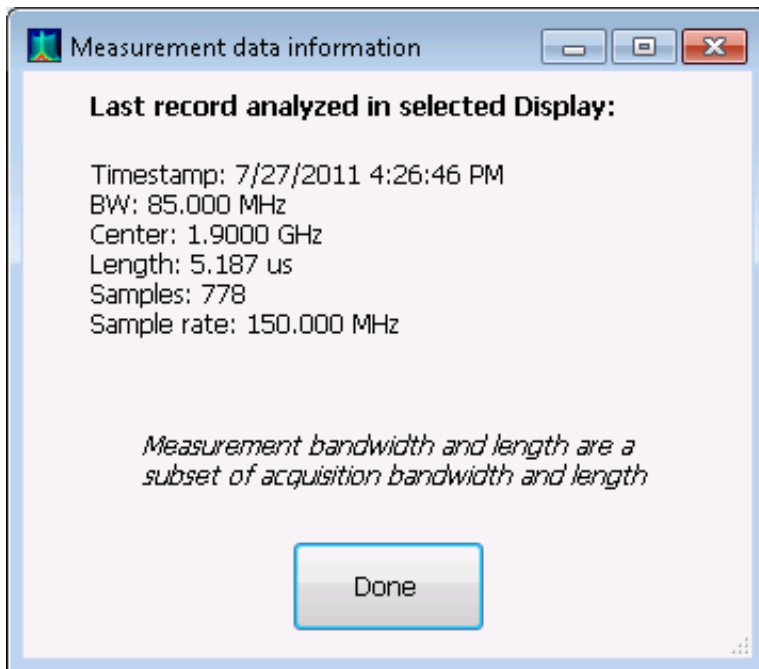 Measurement data information
Last record analyzed in selected Display:
Timestamp: 7/27/2011 4:26:46 PM
BW: 85.000 MHz
Center: 1.9000 GHz
Length: 5.187 us
Samples: 778
Sample rate: 150.000 MHz
Measurement bandwidth and length are a
subset of acquisition bandwidth and length
Done